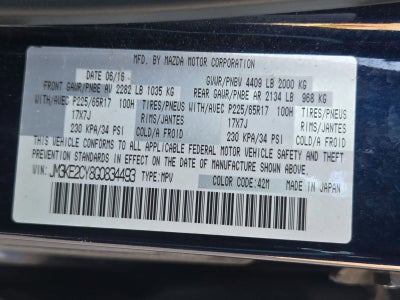 MFD. BY MAZDA MOTOR CORPORATION
DATE 06/16 GVWR/PNBV 4409 LB 2000 KG
FRONT GAWR/PNBE AV 2282 LB 1035 KG REAR GAWR/PNBE AR 2134 LB 968 KG
WITH/AVEC P225/65R17 100H TIRES/PNEUS WITH/AVEC P225/65R17 100H TIRES/PNEUS
17X7J RIMS/JANTES 17X7J RIMS/JANTES
230 KPA/34 PSI COLD/A FROID 230 KPA/34 PSI COLD/A FROID
THIS VEHICLE CONFORMS TO ALL APPLICABLE FEDERAL MOTOR VEHICLE SAFETY AND THEFT
PREVENTION STANDARDS IN EFFECT ON THE DATE OF MANUFACTURE SHOWN ABOVE.
VIN: JM3KE2CY8G0834493 TYPE: MPV COLOR CODE: 42M MADE IN JAPAN